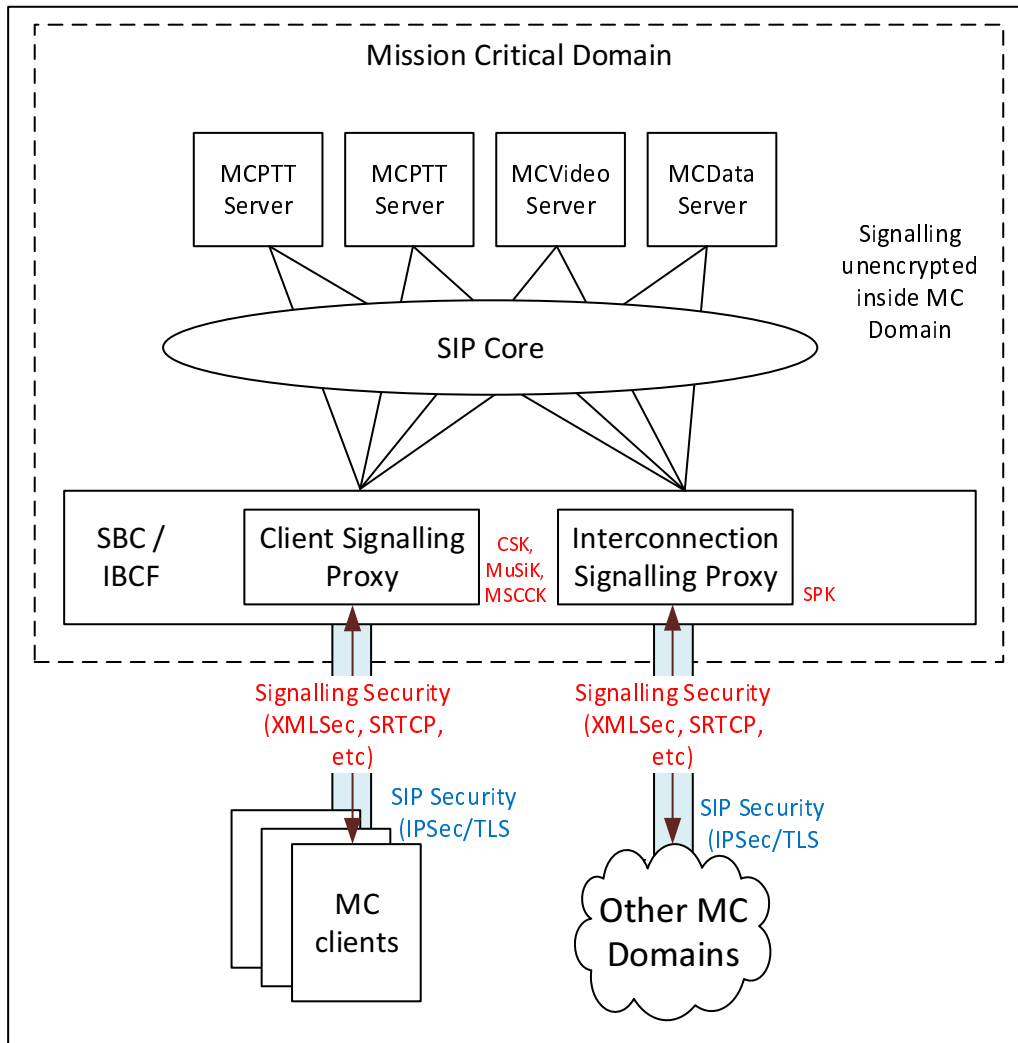 Mission Critical Domain
MCPTT
Server
MCPTT
Server
MCVideo
Server
MCData
Server
Signalling
unencrypted
inside MC
Domain
SIP Core
SBC /
IBCF
Client Signalling
Proxy
CSK,
MuSiK,
MSCCK
Interconnection
Signalling Proxy
SPK
Signalling Security
(XMLSec, SRTCP,
etc)
Signalling Security
(XMLSec, SRTCP,
etc)
SIP Security
(IPSec/TLS
SIP Security
(IPSec/TLS
MC
clients
Other MC
Domains